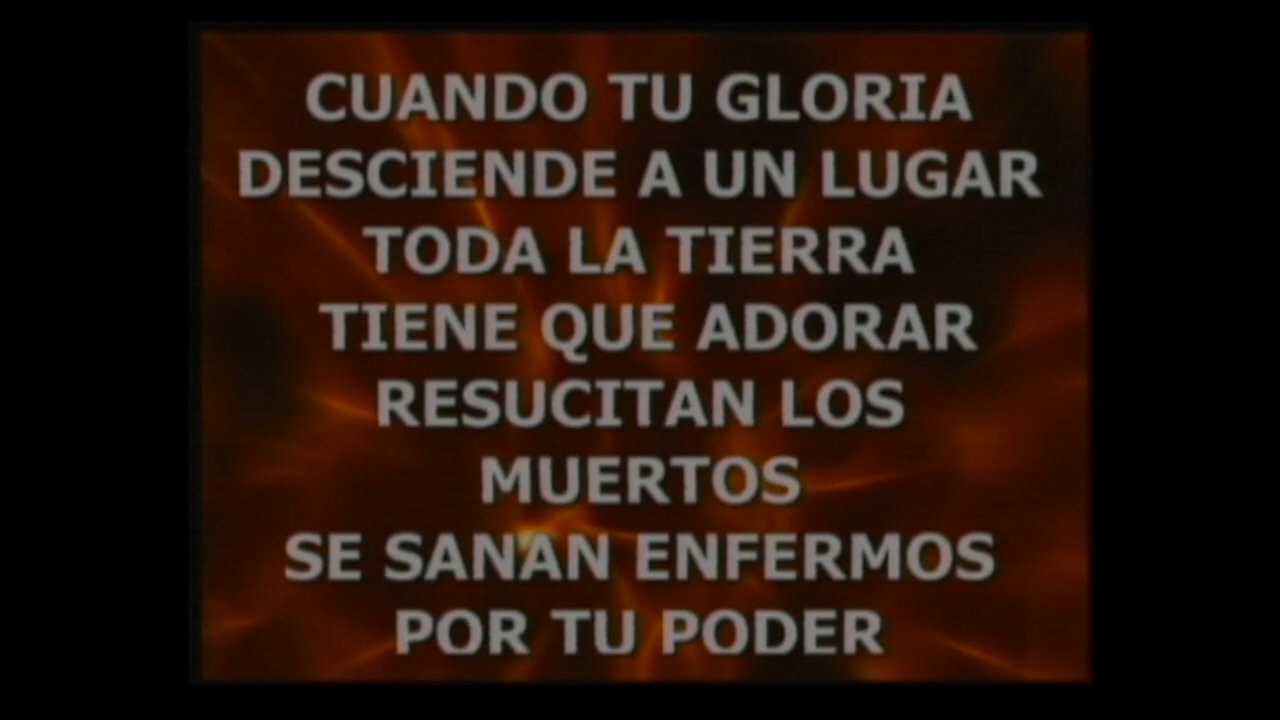 CUANDO TU GLORIA
DESCIENDE A UN LUGAR
TODA LA TIERRA
TIENE QUE ADORAR
RESUCITAN LOS
MUERTOS
SE SANAN ENFERMOS
POR TU PODER